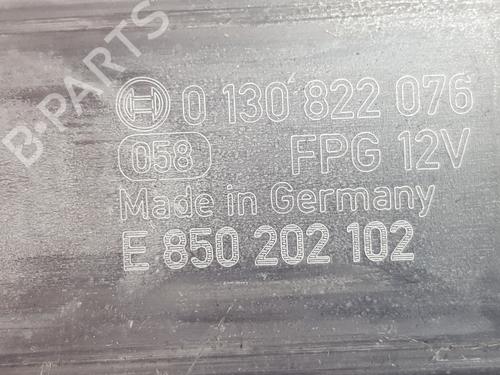 B-PARTS
0 130 822 076
058 FPG 12V
Made in Germany
E 850 202 102